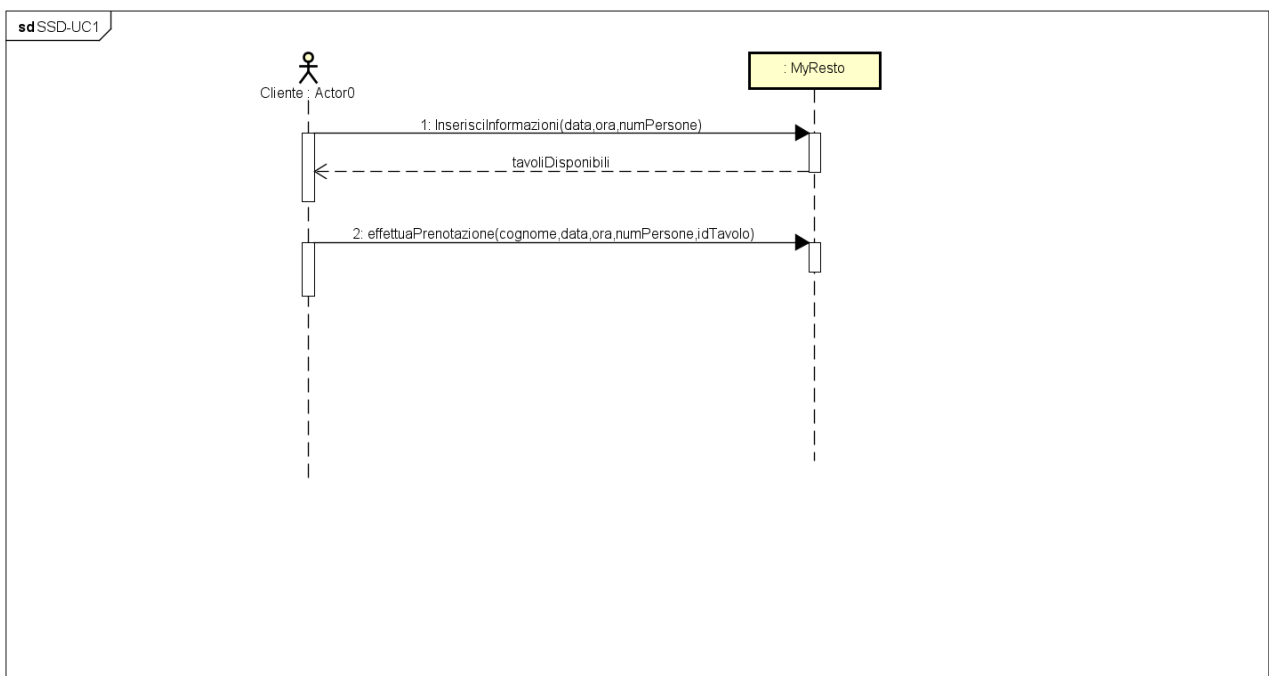 sd SSD-UC1
Cliente : Actor0
: MyResto
1: InserisciInformazioni(data,ora,numPersone)
tavoliDisponibili
2: effettuaPrenotazione(cognome,data,ora,numPersone,idTavolo)